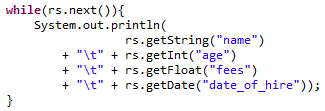 while(rs.next()){
System.out.println(
rs.getString("name")
+ "\t" + rs.getInt("age")
+ "\t" + rs.getFloat("fees")
+ "\t" + rs.getDate("date_of_hire"));
}